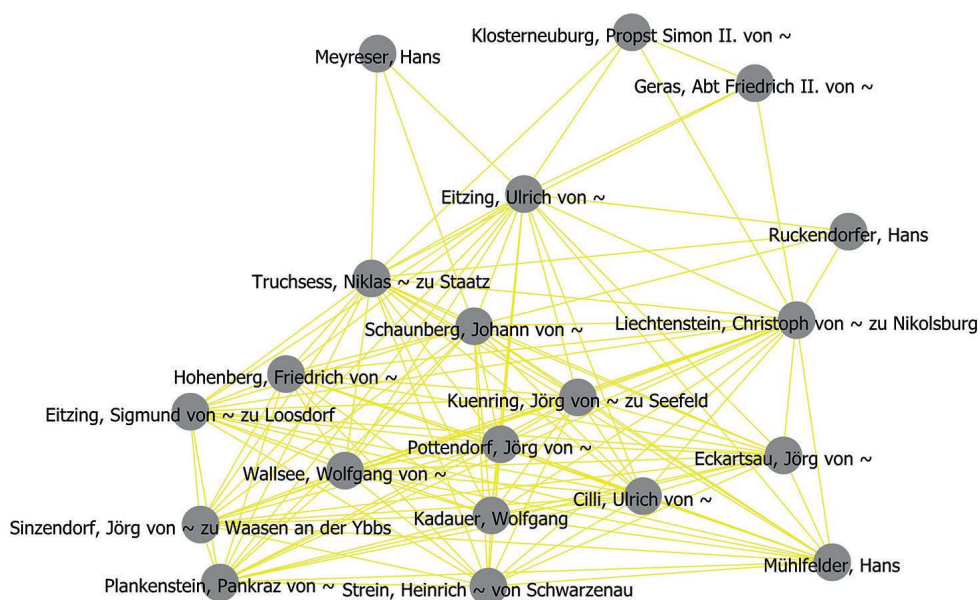 Klosterneuburg, Propst Simon II. von ~
Meyreser, Hans
Geras, Abt Friedrich II. von ~
Eitzing, Ulrich von ~
Ruckendorfer, Hans
Truchsess, Niklas ~ zu Staatz
Schaunberg, Johann von ~
Liechtenstein, Christoph von ~ zu Nikolsburg
Hohenberg, Friedrich von ~
Kuenring, Jörg von ~ zu Seefeld
Eitzing, Sigmund von ~ zu Loosdorf
Pottendorf, Jörg von ~
Eckartsau, Jörg von ~
Wallsee, Wolfgang von ~
Cilli, Ulrich von ~
Kadauer, Wolfgang
Sinzendorf, Jörg von ~ zu Waasen an der Ybbs
Mühlfelder, Hans
Plankenstein, Pankraz von ~
Strein, Heinrich ~ von Schwarzenau